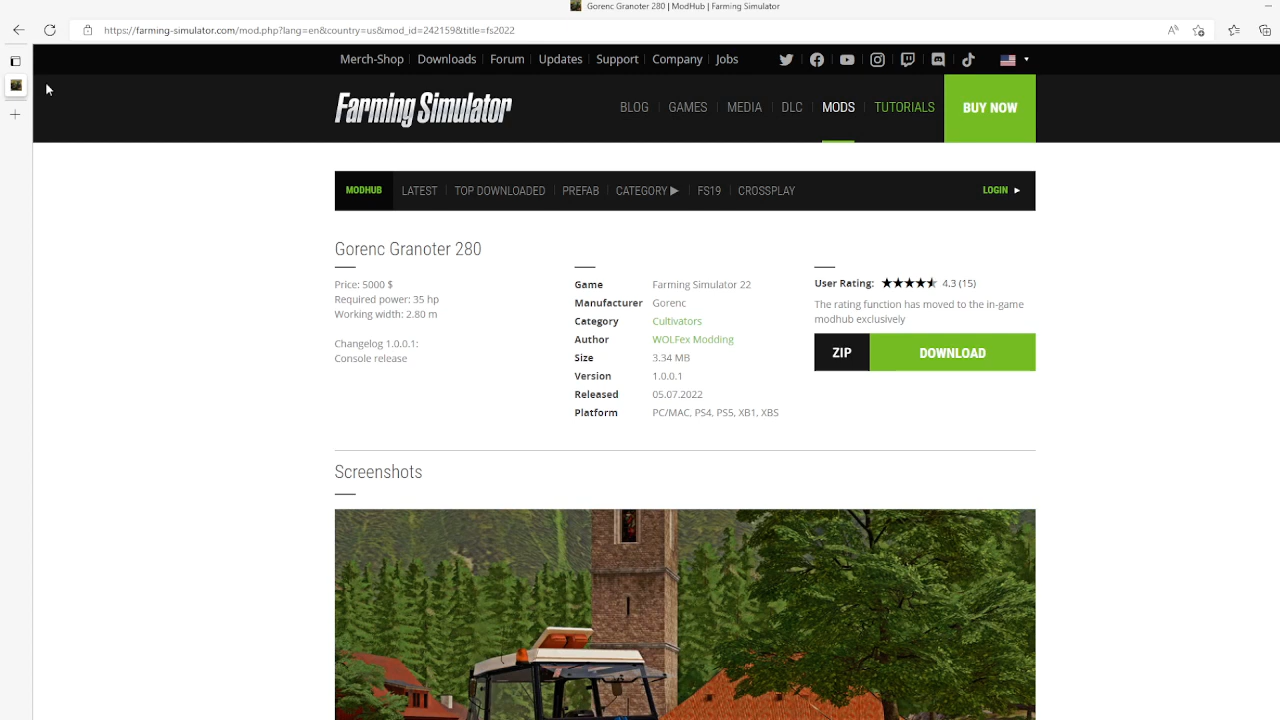 Gorenc Granoter 280 | ModHub | Farming Simulator
https://farming-simulator.com/mod.php?lang=en&country=us&mod_id=242159&title=fs2022
Merch-Shop Downloads Forum Updates Support Company Jobs
Farming Simulator
BLOG GAMES MEDIA DLC MODS TUTORIALS BUY NOW
MODHUB LATEST TOP DOWNLOADED PREFAB CATEGORY ▶ FS19 CROSSPLAY LOGIN ►
Gorenc Granoter 280
Price: 5000 $
Required power: 35 hp
Working width: 2.80 m
Changelog 1.0.0.1:
Console release
Game Farming Simulator 22
Manufacturer Gorenc
Category Cultivators
Author WOLFex Modding
Size 3.34 MB
Version 1.0.0.1
Released 05.07.2022
Platform PC/MAC, PS4, PS5, XB1, XBS
User Rating: 4.3 (15)
The rating function has moved to the in-game
modhub exclusively
ZIP DOWNLOAD
Screenshots